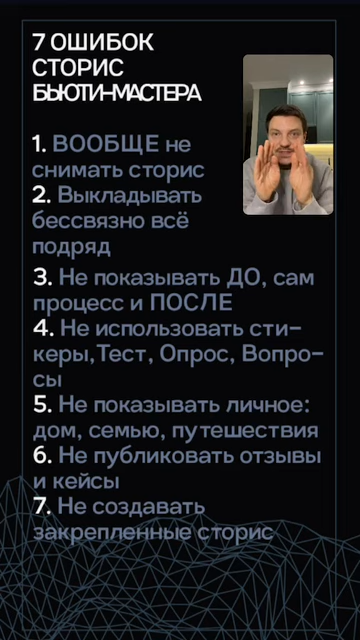 7 ОШИБОК
СТОРИС
БЬЮТИ-МАСТЕРА
1. ВООБЩЕ не
снимать сторис
2. Выкладывать
бессвязно всё
подряд
3. Не показывать ДО, сам
процесс и ПОСЛЕ
4. Не использовать сти-
керы,Тест, Опрос, Вопро-
сы
5. Не показывать личное:
дом, семью, путешествия
6. Не публиковать отзывы
и кейсы
7. Не создавать
закрепленные сторис